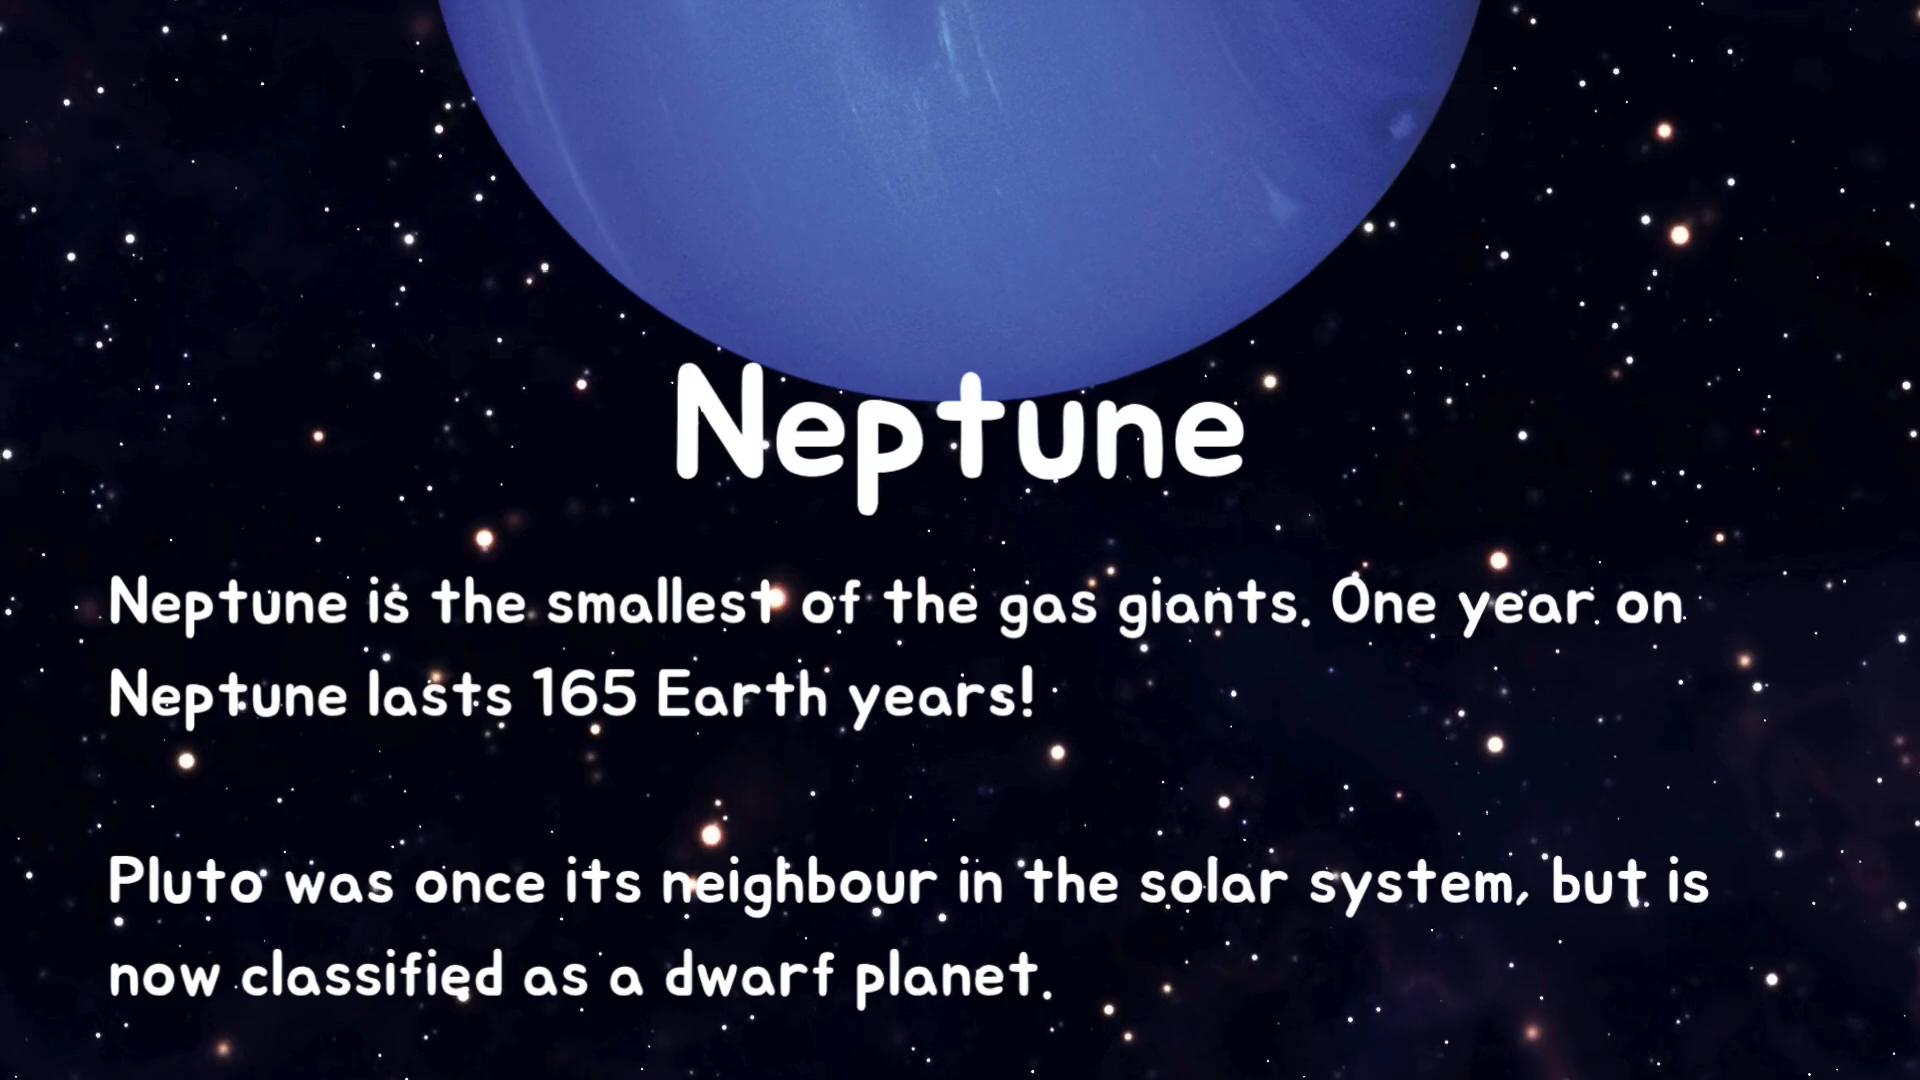 Neptune
Neptune is the smallest of the gas giants. One year on
Neptune lasts 165 Earth years!
Pluto was once its neighbour in the solar system, but is
now classified as a dwarf planet.